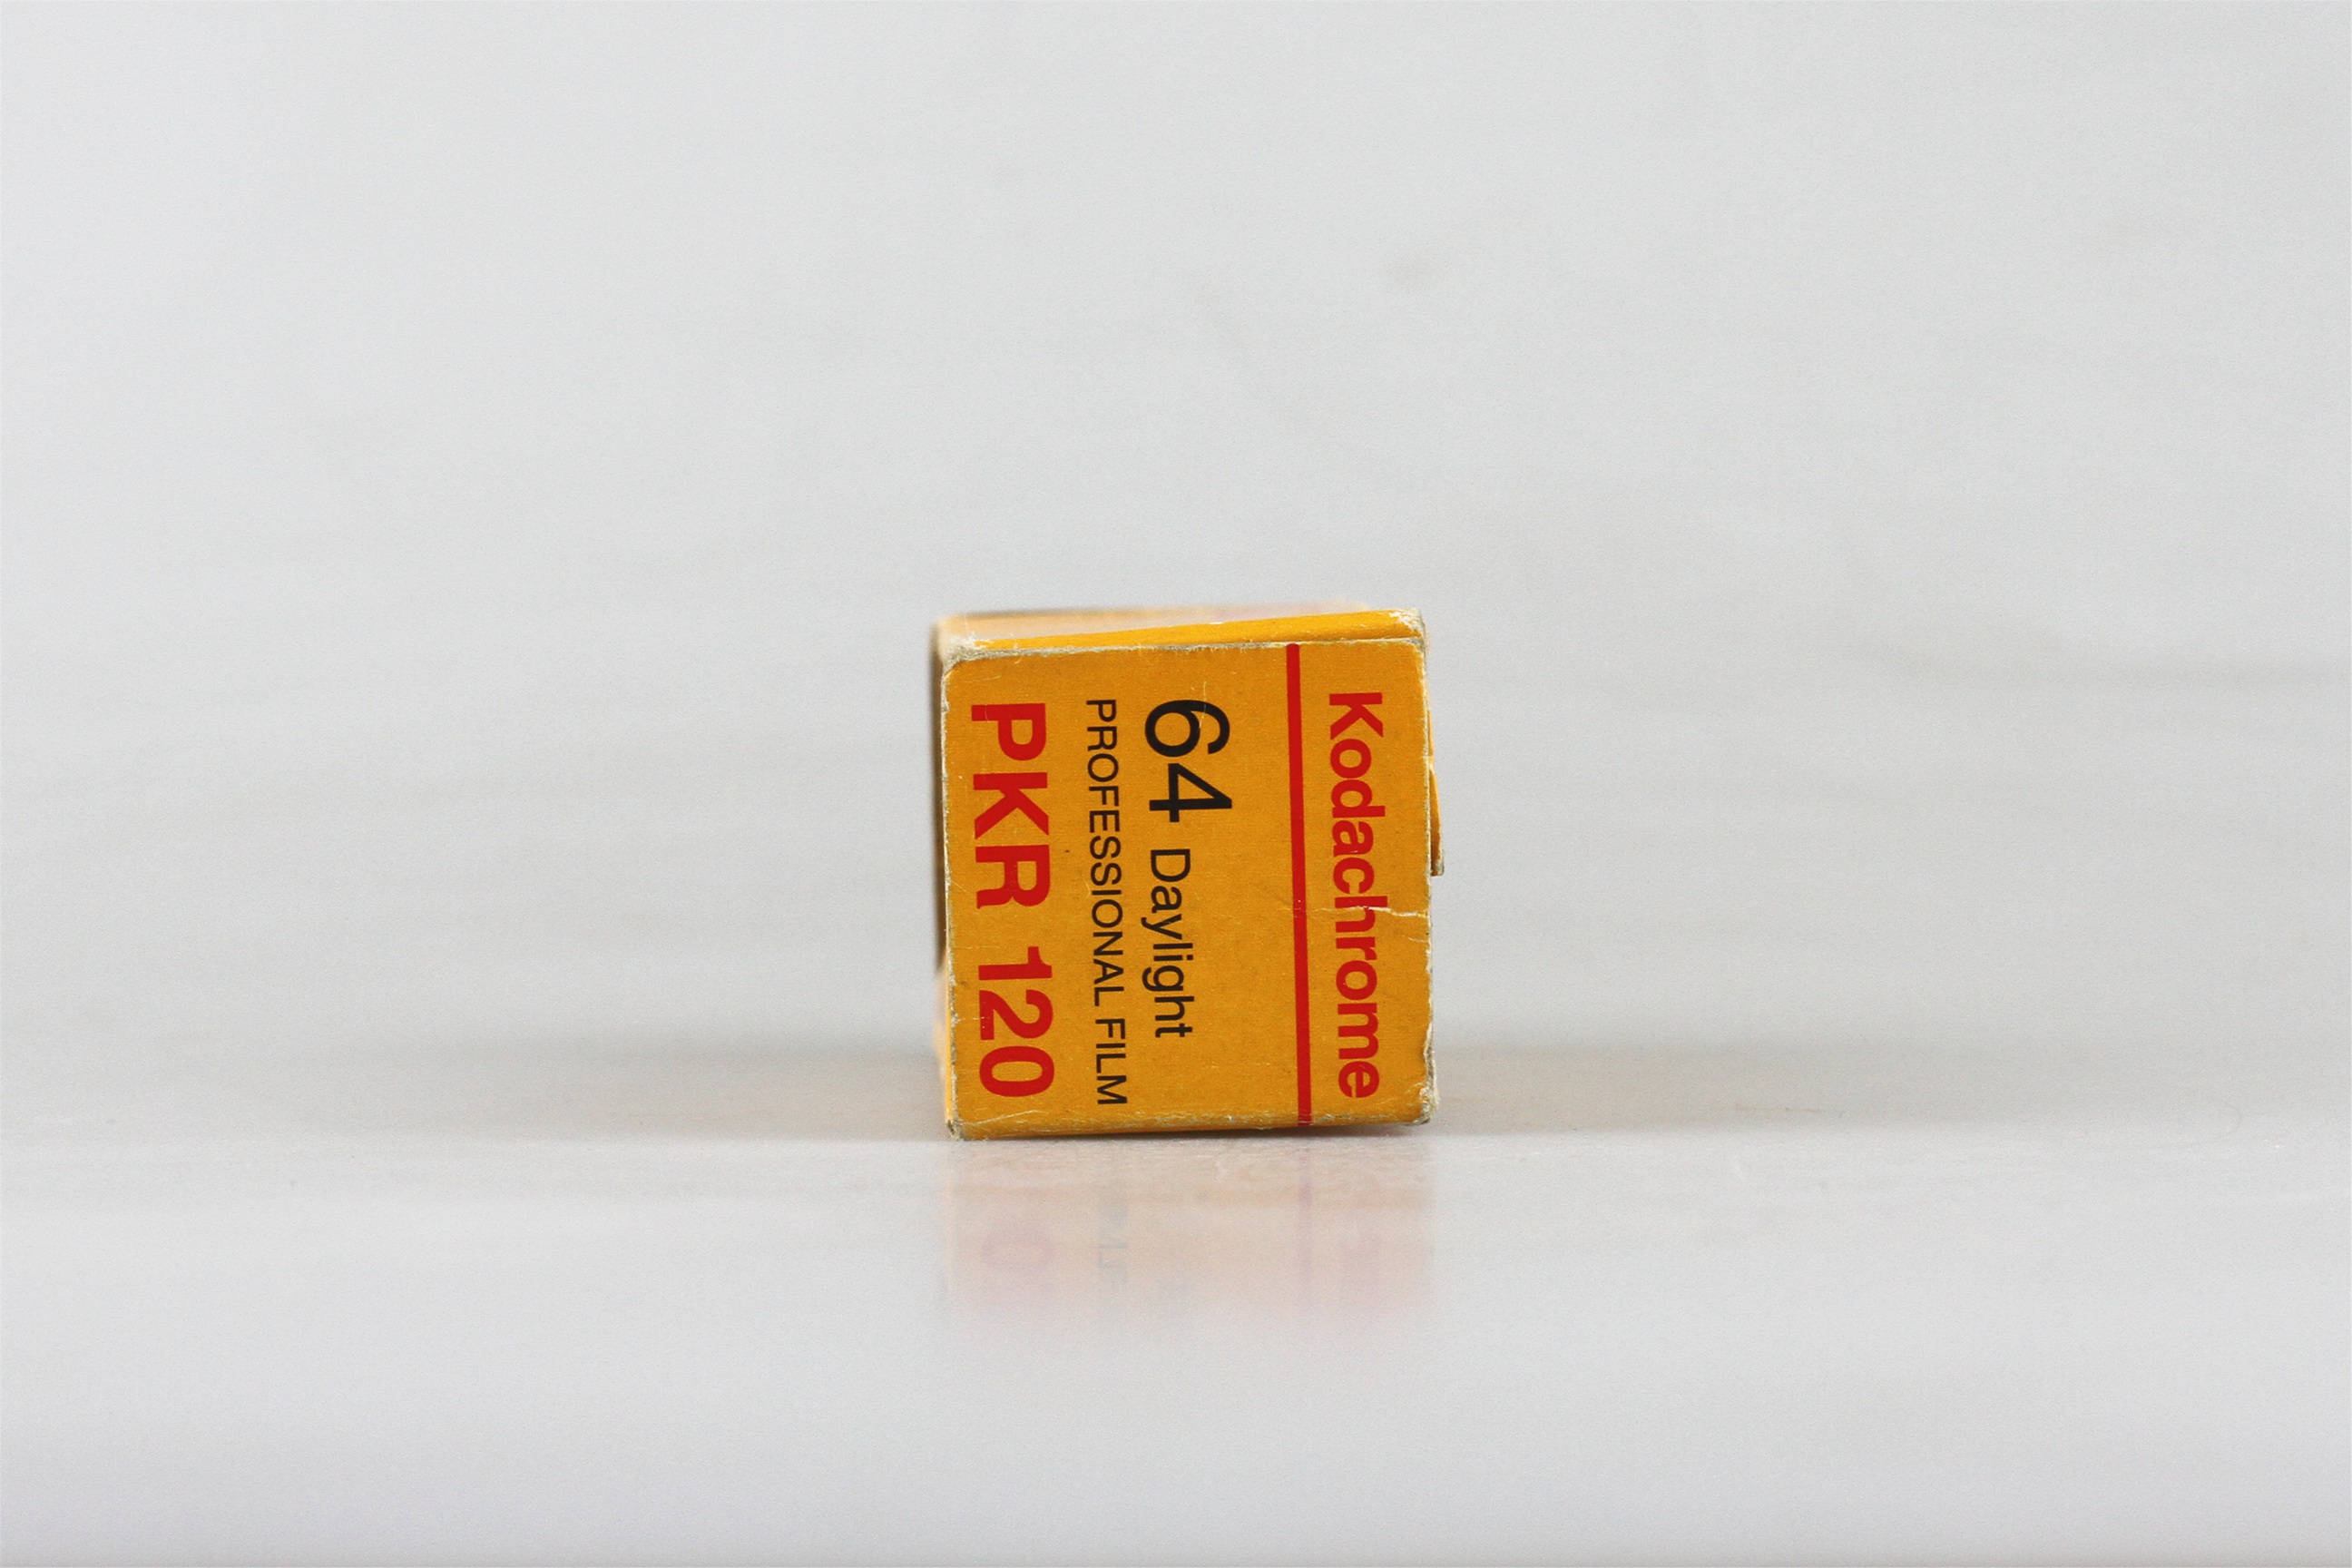 Kodachrome
64 Daylight
PROFESSIONAL FILM
PKR 120